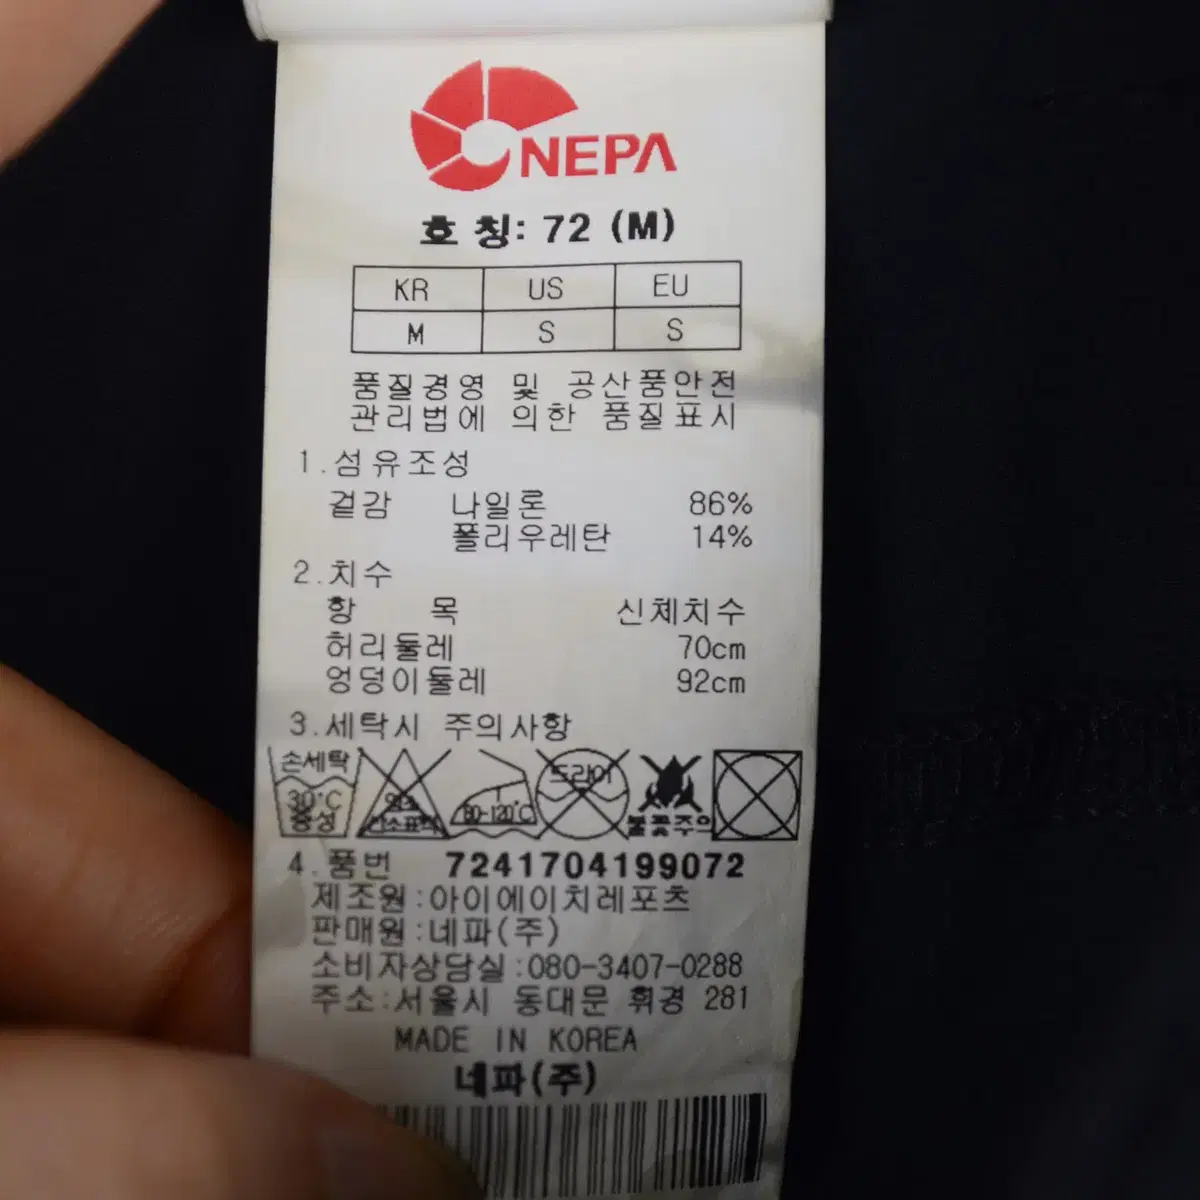 NEPA
호 칭: 72 (M)
KR US EU
M S S
품질경영 및 공산품안전
관리법에 의한 품질표시
1.섬유조성
겉감 나일론 86%
폴리우레탄 14%
2.치수
항 목 신체치수
허리둘레 70cm
엉덩이둘레 92cm
3.세탁시 주의사항
손세탁 드라이
30°C 80-120°C
중성 산소표백 불꽃주의
4.품번 7241704199072
제조원:아이에이치레포츠
판매원:네파(주)
소비자상담실:080-3407-0288
주소:서울시 동대문 휘경 281
MADE IN KOREA
네파(주)